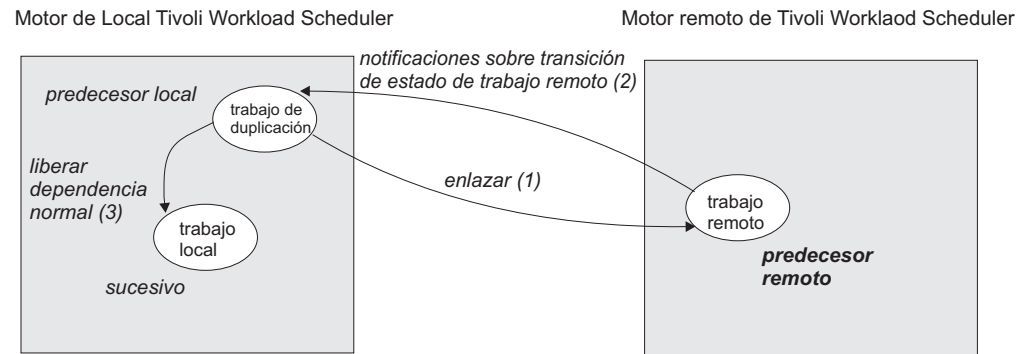 Motor de Local Tivoli Workload Scheduler
Motor remoto de Tivoli Worklaod Scheduler
notificaciones sobre transición
de estado de trabajo remoto (2)
predecesor local
trabajo de
duplicación
liberar
dependencia
normal (3)
enlazar (1)
trabajo
remoto
trabajo
local
predecesor
remoto
sucesivo